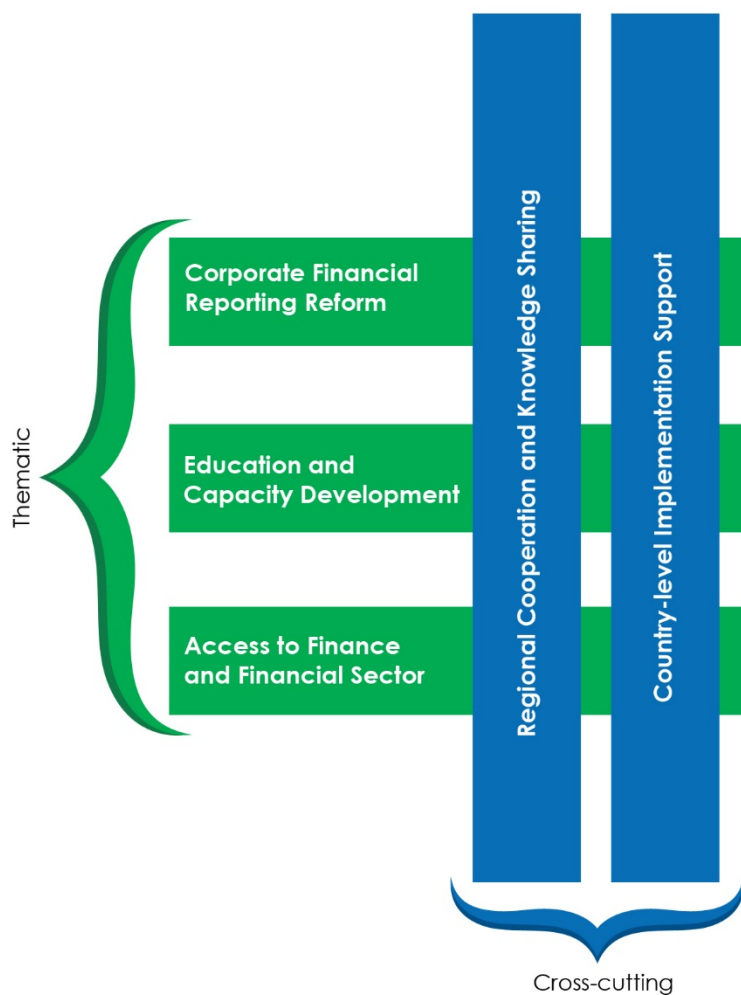 Thematic
Corporate Financial
Reporting Reform
Education and
Capacity Development
Access to Finance
and Financial Sector
Regional Cooperation and Knowledge Sharing
Country-level Implementation Support
Cross-cutting